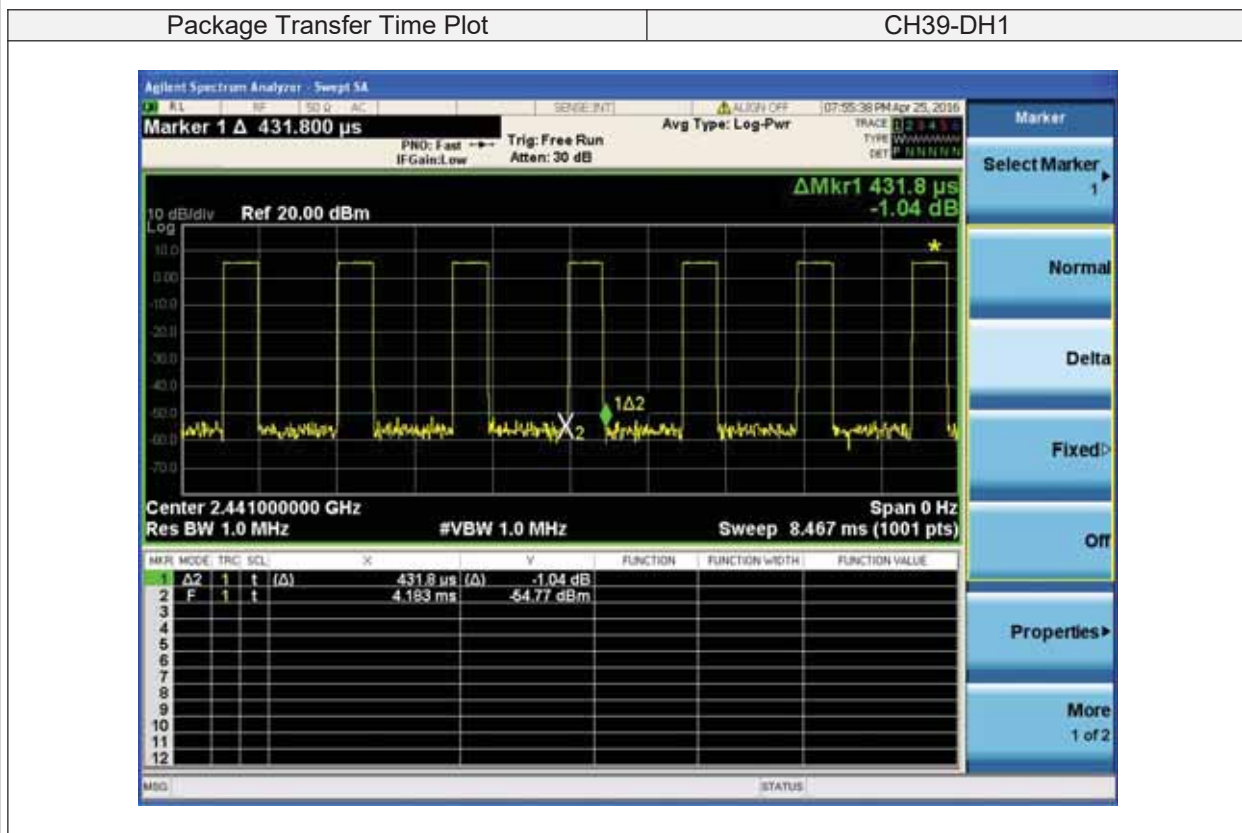 Package Transfer Time Plot CH39-DH1
Agilent Spectrum Analyzer - Swept SA
RL RF 50 Ω AC SENSE:INT ALIGN OFF 07:55:38 PM Apr 25, 2016
Marker 1 Δ 431.800 µs
PNO: Fast
IFGain:Low
Trig: Free Run
Atten: 30 dB
Avg Type: Log-Pwr
TRACE 1 2 3 4 5 6
TYPE
DET P N N N N N
ΔMkr1 431.8 µs
-1.04 dB
10 dB/div Ref 20.00 dBm
Log
10.0
0.00
-10.0
-20.0
-30.0
-40.0
-50.0
-60.0
-70.0
1Δ2
X2
Center 2.441000000 GHz Span 0 Hz
Res BW 1.0 MHz #VBW 1.0 MHz Sweep 8.467 ms (1001 pts)
MKR MODE TRC SCL X Y FUNCTION FUNCTION WIDTH FUNCTION VALUE
1 Δ2 1 t (Δ) 431.8 µs (Δ) -1.04 dB
2 F 1 t 4.183 ms -54.77 dBm
3
4
5
6
7
8
9
10
11
12
MSG STATUS
Marker
Select Marker
1
Normal
Delta
Fixed
Off
Properties
More
1 of 2